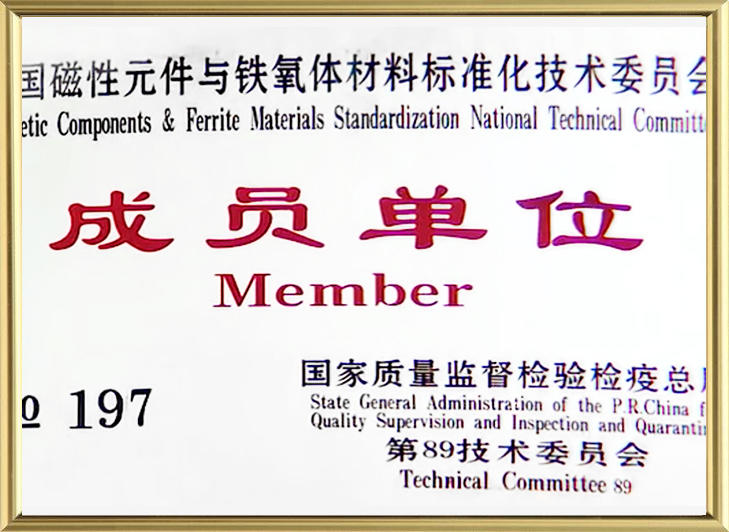 国磁性元件与铁氧体材料标准化技术委员会
etic Components & Ferrite Materials Standardization National Technical Committ
成员单位
Member
国家质量监督检验检疫总
State General Administration of the P.R.China f
Quality Supervision and Inspection and Quaranti
№ 197
第89技术委员会
Technical Committee 89